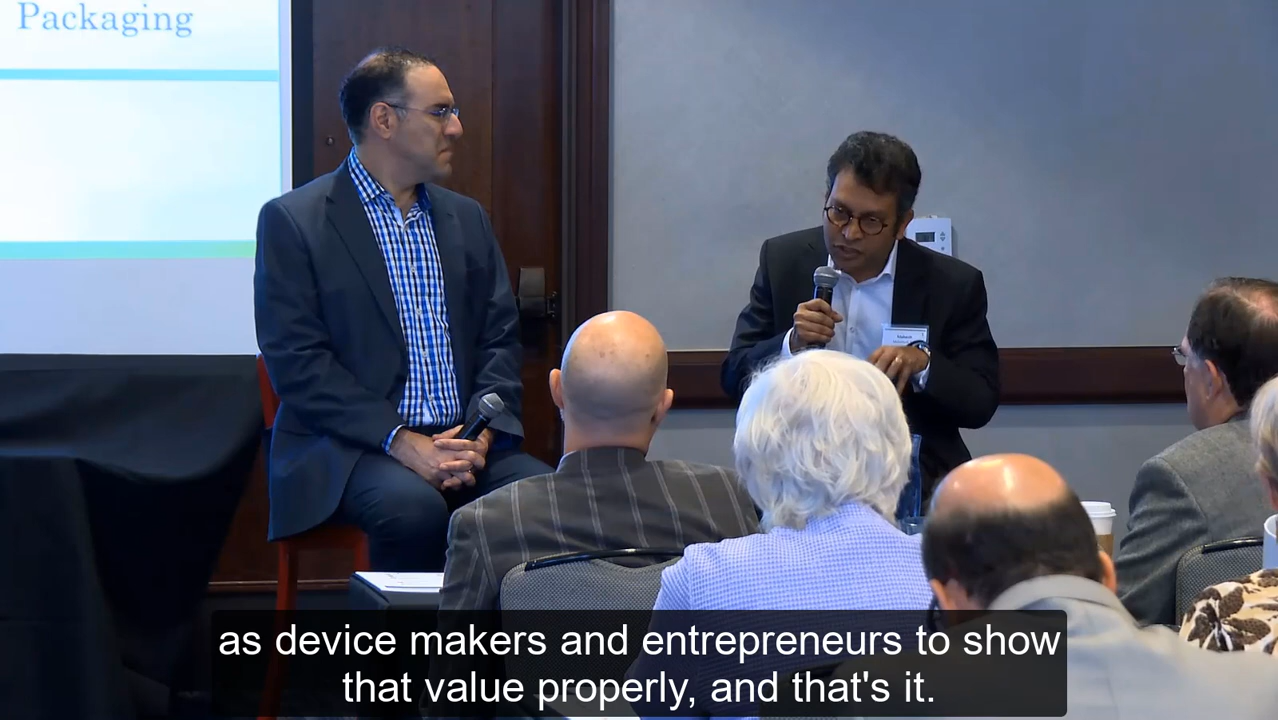 Packaging
as device makers and entrepreneurs to show
that value properly, and that's it.